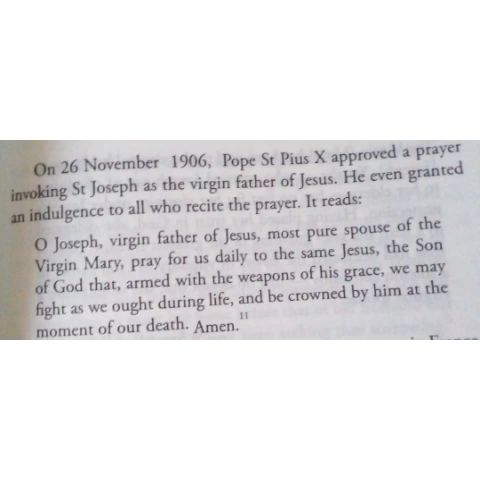 On 26 November 1906, Pope St Pius X approved a prayer
invoking St Joseph as the virgin father of Jesus. He even granted
an indulgence to all who recite the prayer. It reads:
O Joseph, virgin father of Jesus, most pure spouse of the
Virgin Mary, pray for us daily to the same Jesus, the Son
of God that, armed with the weapons of his grace, we may
fight as we ought during life, and be crowned by him at the
moment of our death. Amen.11